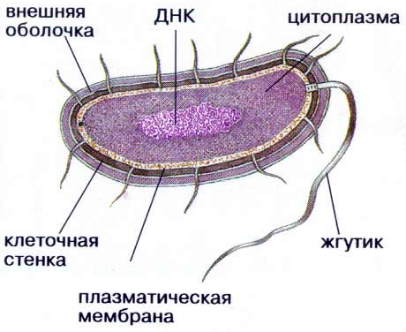 внешняя
оболочка
ДНК
цитоплазма
клеточная
стенка
жгутик
плазматическая
мембрана